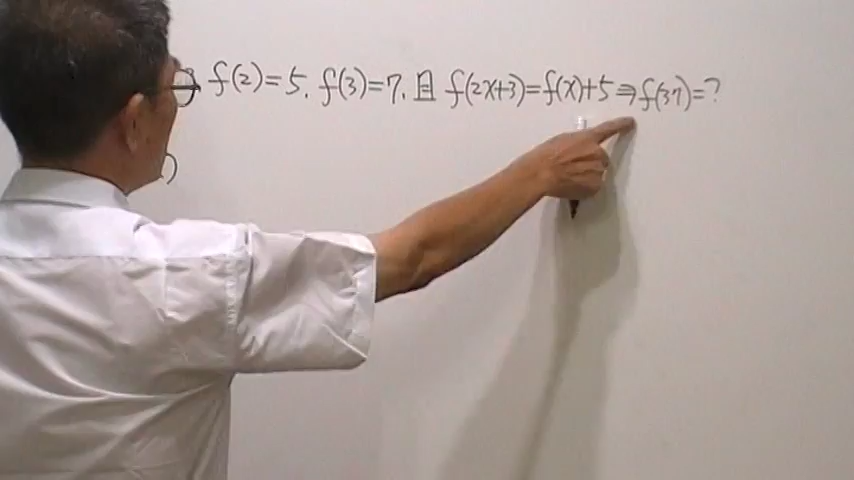 f(2)=5, f(3)=7, 且 f(2x+3)=f(x)+5 ⇒ f(37)=?